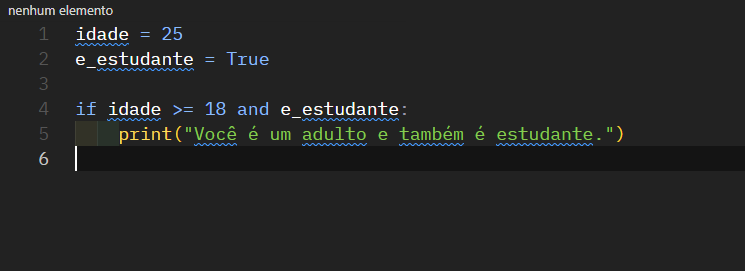 nenhum elemento
1 idade = 25
2 e_estudante = True
3
4 if idade >= 18 and e_estudante:
5     print("Você é um adulto e também é estudante.")
6